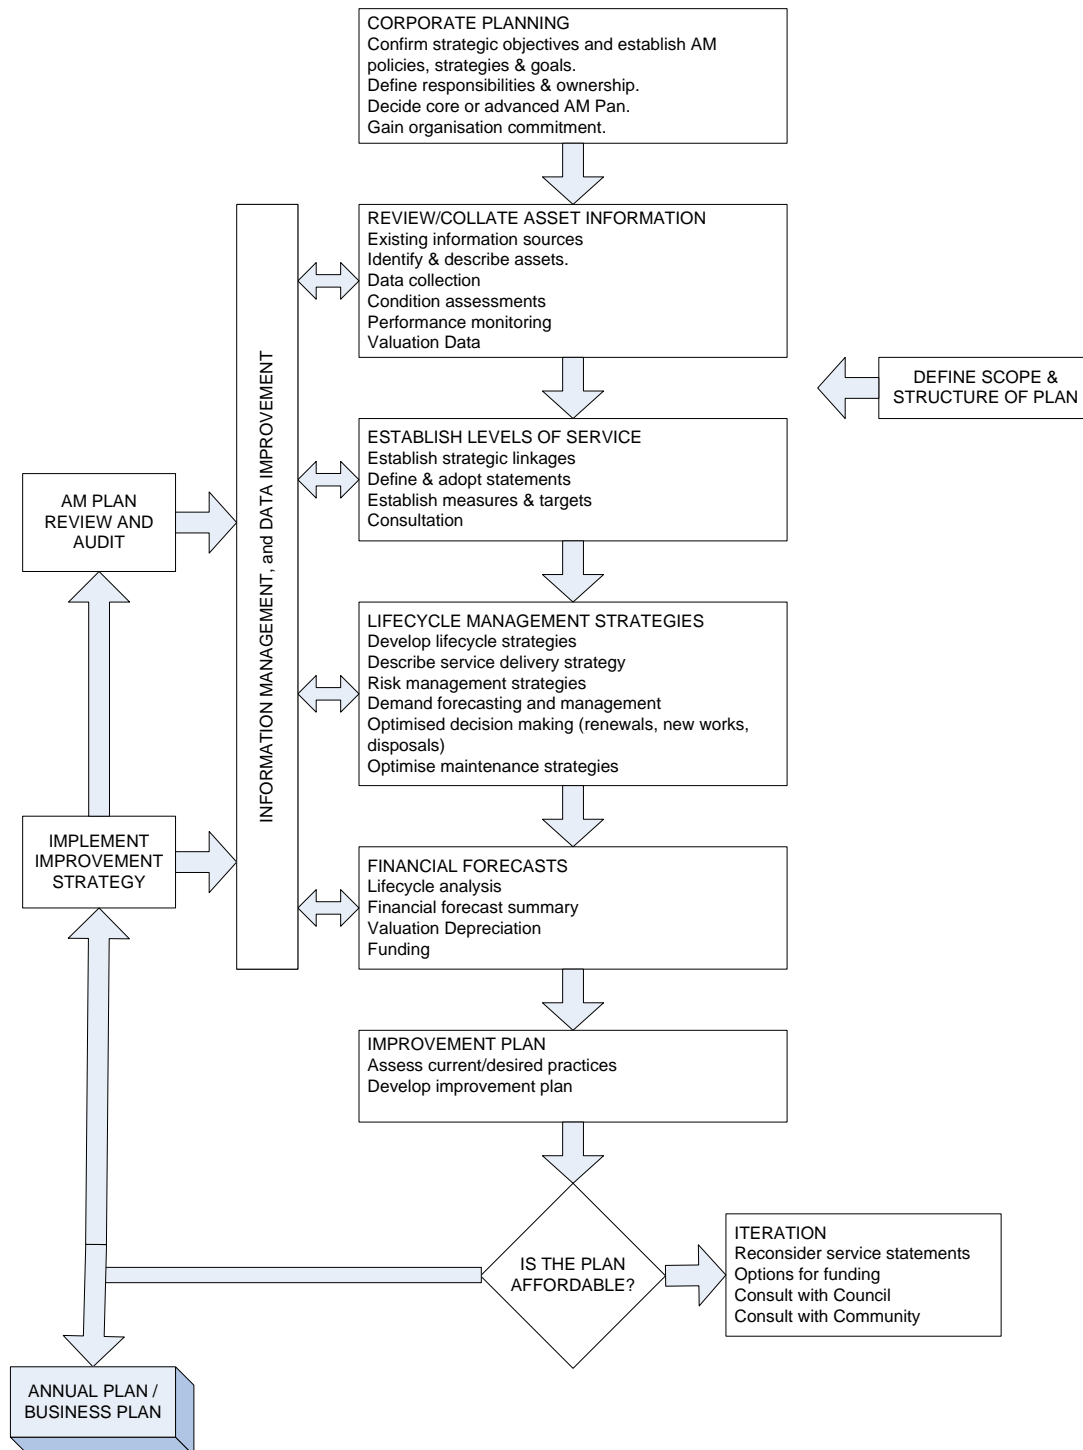 CORPORATE PLANNING
Confirm strategic objectives and establish AM
policies, strategies & goals.
Define responsibilities & ownership.
Decide core or advanced AM Pan.
Gain organisation commitment.
REVIEW/COLLATE ASSET INFORMATION
Existing information sources
Identify & describe assets.
Data collection
Condition assessments
Performance monitoring
Valuation Data
DEFINE SCOPE &
STRUCTURE OF PLAN
INFORMATION MANAGEMENT, and DATA IMPROVEMENT
ESTABLISH LEVELS OF SERVICE
Establish strategic linkages
Define & adopt statements
Establish measures & targets
Consultation
AM PLAN
REVIEW AND
AUDIT
LIFECYCLE MANAGEMENT STRATEGIES
Develop lifecycle strategies
Describe service delivery strategy
Risk management strategies
Demand forecasting and management
Optimised decision making (renewals, new works,
disposals)
Optimise maintenance strategies
IMPLEMENT
IMPROVEMENT
STRATEGY
FINANCIAL FORECASTS
Lifecycle analysis
Financial forecast summary
Valuation Depreciation
Funding
IMPROVEMENT PLAN
Assess current/desired practices
Develop improvement plan
IS THE PLAN
AFFORDABLE?
ITERATION
Reconsider service statements
Options for funding
Consult with Council
Consult with Community
ANNUAL PLAN /
BUSINESS PLAN